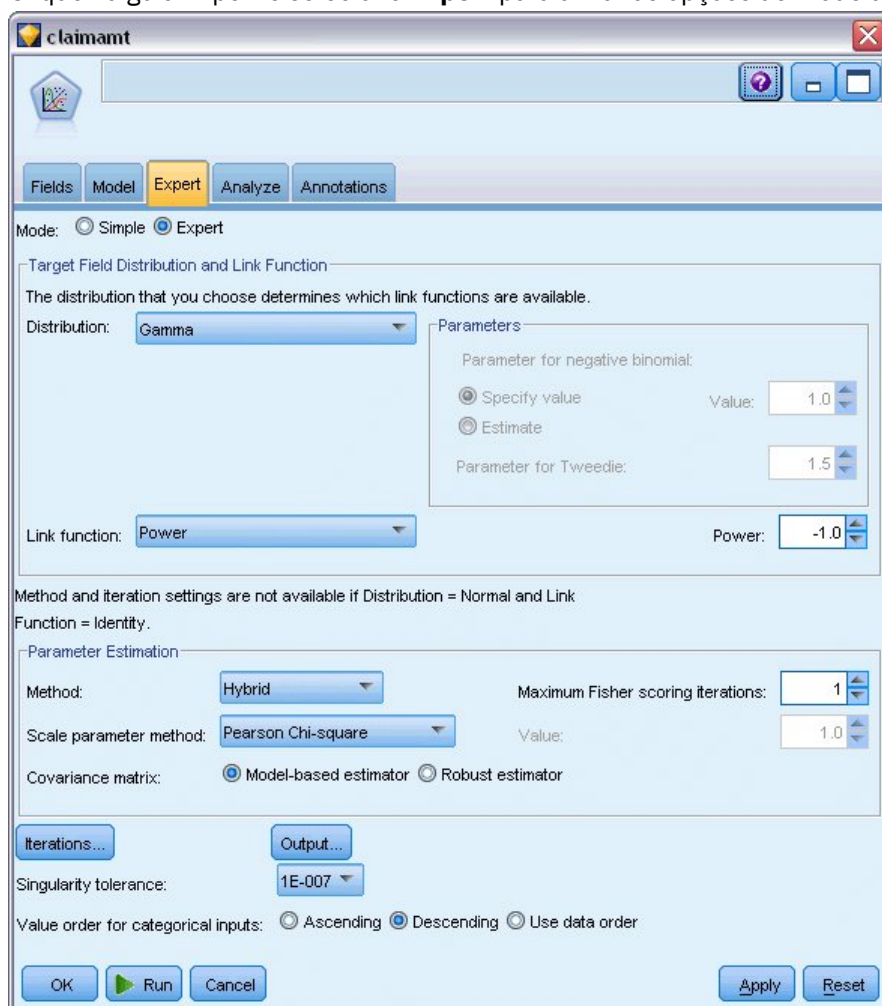 claimamt
Fields Model Expert Analyze Annotations
Mode: Simple Expert
Target Field Distribution and Link Function
The distribution that you choose determines which link functions are available.
Distribution: Gamma
Parameters
Parameter for negative binomial:
Specify value Value: 1.0
Estimate
Parameter for Tweedie: 1.5
Link function: Power Power: -1.0
Method and iteration settings are not available if Distribution = Normal and Link
Function = Identity.
Parameter Estimation
Method: Hybrid Maximum Fisher scoring iterations: 1
Scale parameter method: Pearson Chi-square Value: 1.0
Covariance matrix: Model-based estimator Robust estimator
Iterations... Output...
Singularity tolerance: 1E-007
Value order for categorical inputs: Ascending Descending Use data order
OK Run Cancel Apply Reset